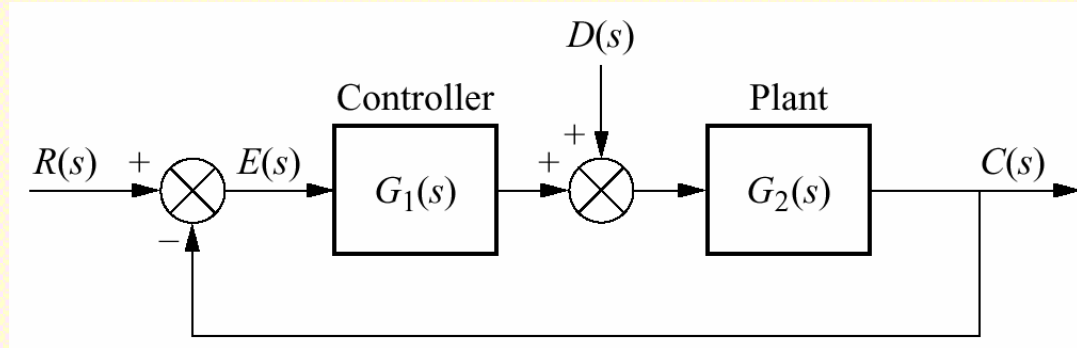 D(s)
Controller
Plant
+
R(s)
+
E(s)
G₁(s)
+
G₂(s)
C(s)
−